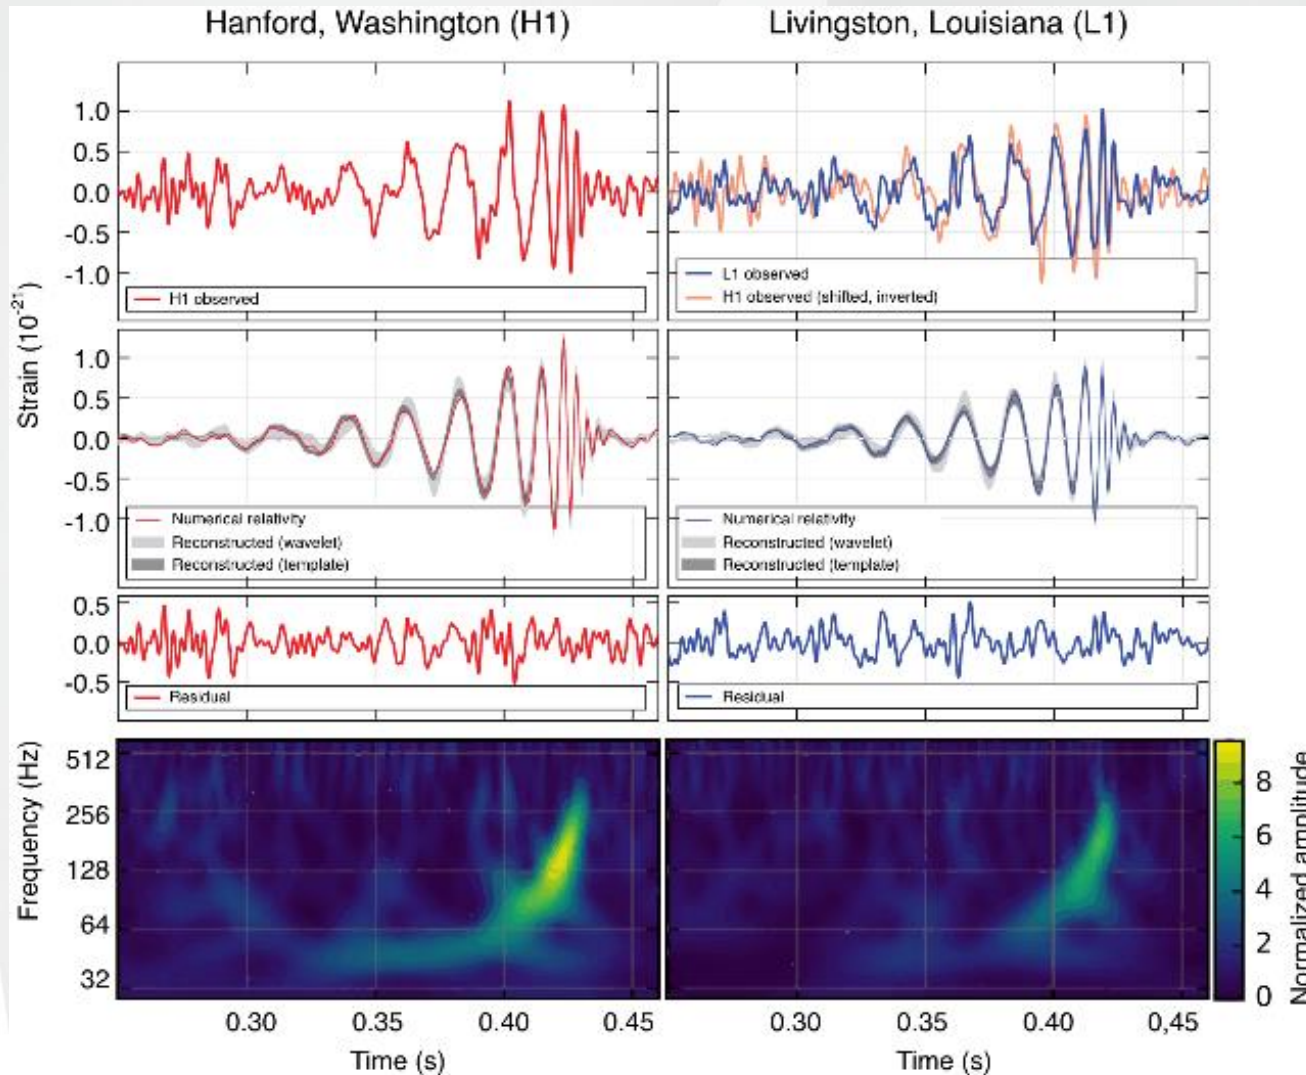 Hanford, Washington (H1)
Livingston, Louisiana (L1)
Strain (10⁻²¹)
1.0
0.5
0.0
-0.5
-1.0
H1 observed
L1 observed
H1 observed (shifted, inverted)
1.0
0.5
0.0
-0.5
-1.0
Numerical relativity
Reconstructed (wavelet)
Reconstructed (template)
Numerical relativity
Reconstructed (wavelet)
Reconstructed (template)
0.5
0.0
-0.5
Residual
Residual
Frequency (Hz)
512
256
128
64
32
8
6
4
2
0
Normalized amplitude
0.30
0.35
0.40
0.45
0.30
0.35
0.40
0,45
Time (s)
Time (s)